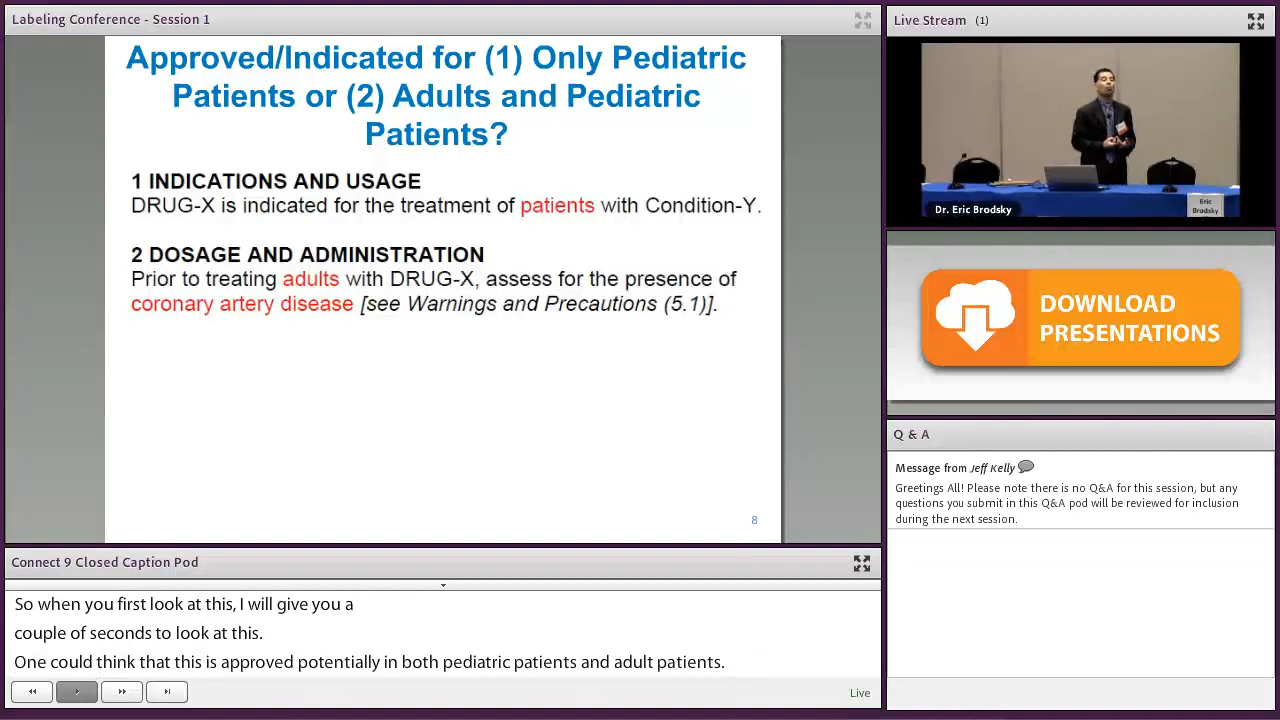 Labeling Conference - Session 1
Approved/Indicated for (1) Only Pediatric
Patients or (2) Adults and Pediatric
Patients?
1 INDICATIONS AND USAGE
DRUG-X is indicated for the treatment of patients with Condition-Y.
2 DOSAGE AND ADMINISTRATION
Prior to treating adults with DRUG-X, assess for the presence of
coronary artery disease [see Warnings and Precautions (5.1)].
8
Connect 9 Closed Caption Pod
So when you first look at this, I will give you a
couple of seconds to look at this.
One could think that this is approved potentially in both pediatric patients and adult patients.
Live
Live Stream (1)
Dr. Eric Brodsky
Eric
Brodsky
DOWNLOAD
PRESENTATIONS
Q & A
Message from Jeff Kelly
Greetings All! Please note there is no Q&A for this session, but any
questions you submit in this Q&A pod will be reviewed for inclusion
during the next session.